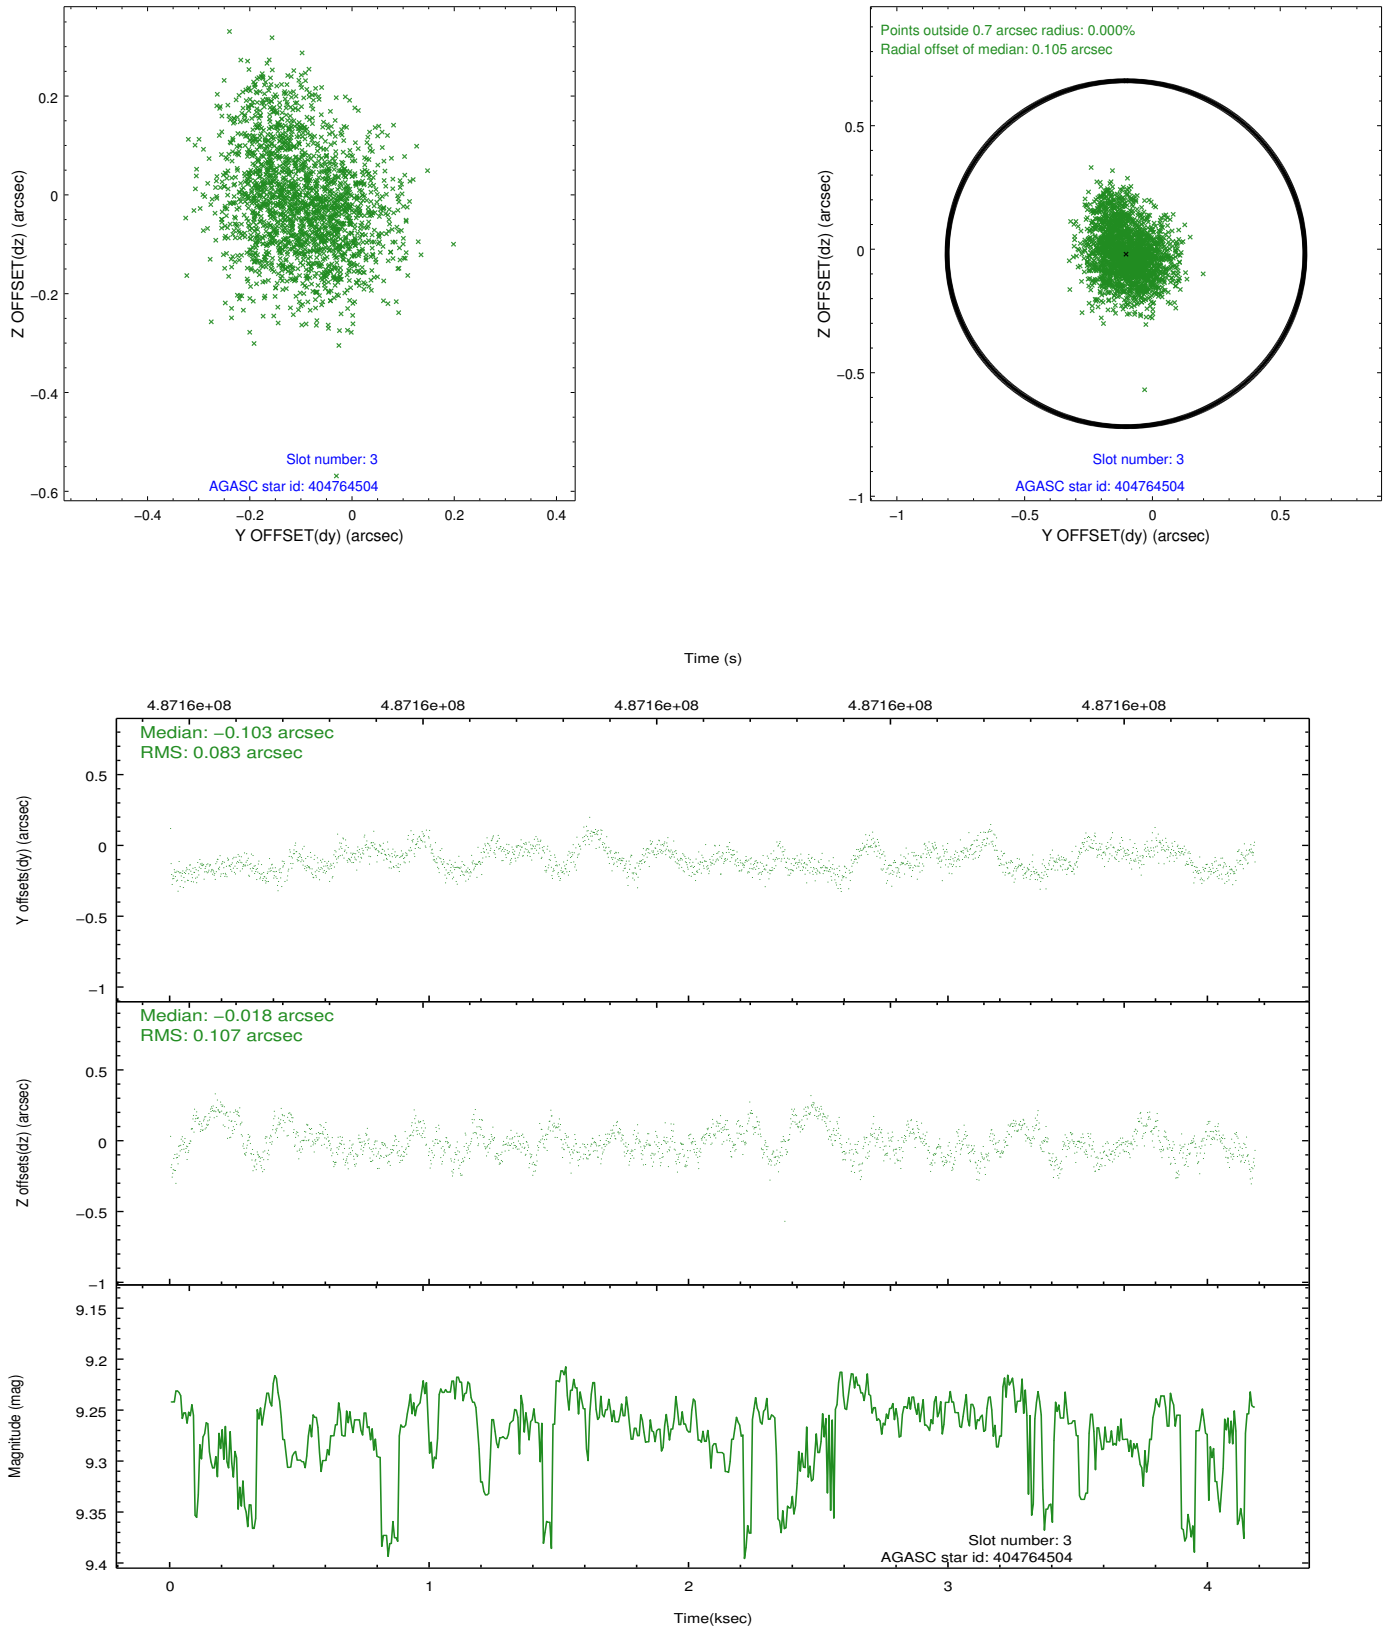 0.2
0
−0.2
−0.4
−0.6
Z OFFSET(dz) (arcsec)
Slot number: 3
AGASC star id: 404764504
−0.4
−0.2
0
0.2
0.4
Y OFFSET(dy) (arcsec)
Points outside 0.7 arcsec radius: 0.000%
Radial offset of median: 0.105 arcsec
0.5
0
−0.5
−1
Z OFFSET(dz) (arcsec)
Slot number: 3
AGASC star id: 404764504
−1
−0.5
0
0.5
Y OFFSET(dy) (arcsec)
Time (s)
4.8716e+08 4.8716e+08 4.8716e+08 4.8716e+08 4.8716e+08
Median: −0.103 arcsec
RMS: 0.083 arcsec
0.5
0
−0.5
−1
Y offsets(dy) (arcsec)
Median: −0.018 arcsec
RMS: 0.107 arcsec
0.5
0
−0.5
−1
Z offsets(dz) (arcsec)
9.15
9.2
9.25
9.3
9.35
9.4
Magnitude (mag)
Slot number: 3
AGASC star id: 404764504
0 1 2 3 4
Time(ksec)